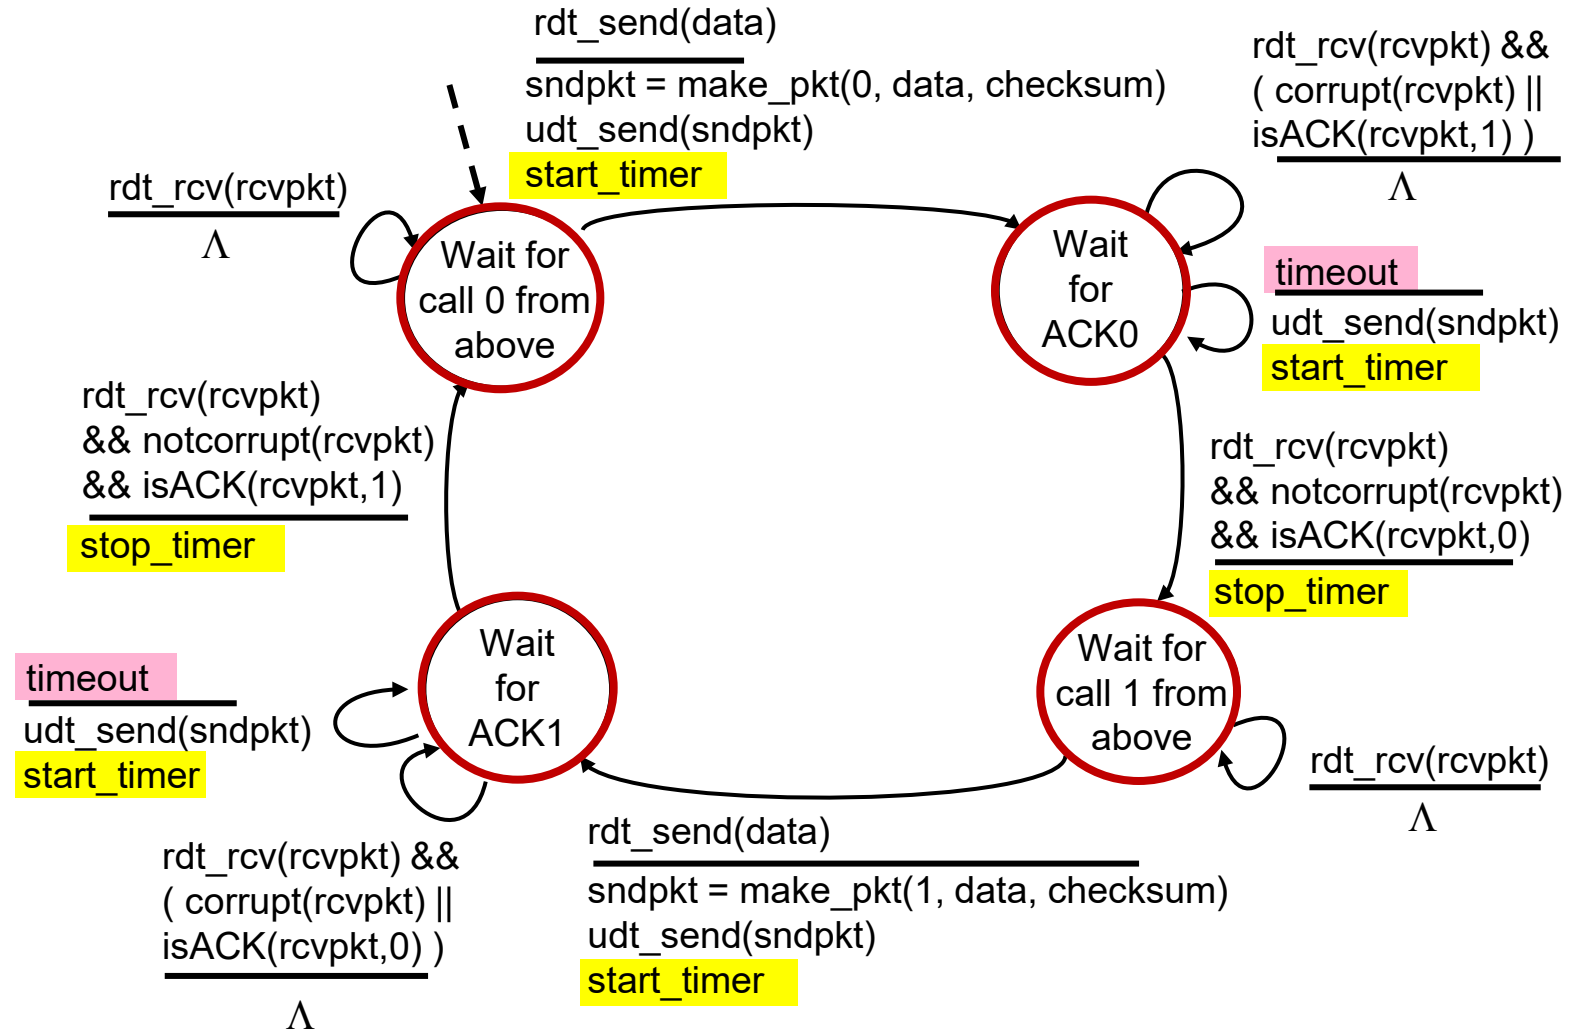 rdt_send(data)
sndpkt = make_pkt(0, data, checksum)
udt_send(sndpkt)
start_timer
rdt_rcv(rcvpkt) &&
( corrupt(rcvpkt) ||
isACK(rcvpkt,1) )
Λ
rdt_rcv(rcvpkt)
Λ
Wait for
call 0 from
above
Wait
for
ACK0
timeout
udt_send(sndpkt)
start_timer
rdt_rcv(rcvpkt)
&& notcorrupt(rcvpkt)
&& isACK(rcvpkt,1)
stop_timer
rdt_rcv(rcvpkt)
&& notcorrupt(rcvpkt)
&& isACK(rcvpkt,0)
stop_timer
Wait
for
ACK1
Wait for
call 1 from
above
timeout
udt_send(sndpkt)
start_timer
rdt_rcv(rcvpkt)
Λ
rdt_rcv(rcvpkt) &&
( corrupt(rcvpkt) ||
isACK(rcvpkt,0) )
Λ
rdt_send(data)
sndpkt = make_pkt(1, data, checksum)
udt_send(sndpkt)
start_timer